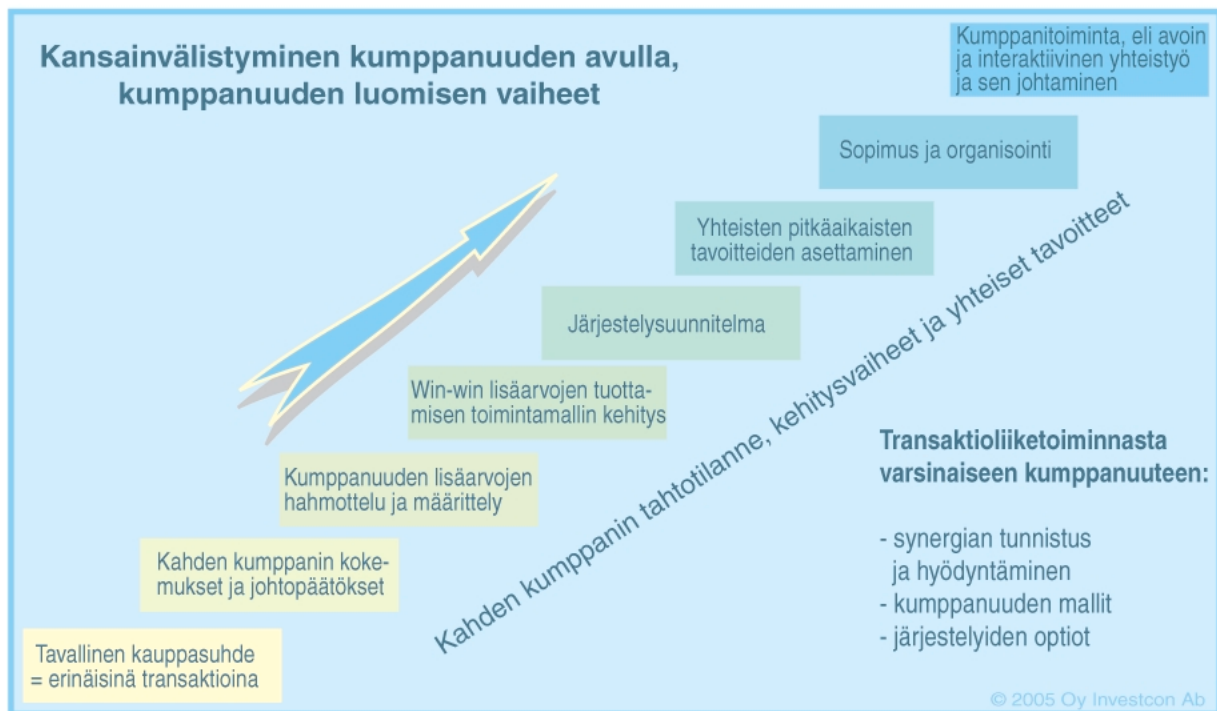 Kansainvälistyminen kumppanuuden avulla,
kumppanuuden luomisen vaiheet
Kumppanitoiminta, eli avoin
ja interaktiivinen yhteistyö
ja sen johtaminen
Sopimus ja organisointi
Yhteisten pitkäaikaisten
tavoitteiden asettaminen
Järjestelysuunnitelma
Win-win lisäarvojen tuotta-
misen toimintamallin kehitys
Kumppanuuden lisäarvojen
hahmottelu ja määrittely
Kahden kumppanin koke-
mukset ja johtopäätökset
Tavallinen kauppasuhde
= erinäisinä transaktioina
Kahden kumppanin tahtotilanne, kehitysvaiheet ja yhteiset tavoitteet
Transaktioliiketoiminnasta
varsinaiseen kumppanuuteen:
- synergian tunnistus
ja hyödyntäminen
- kumppanuuden mallit
- järjestelyiden optiot
© 2005 Oy Investcon Ab